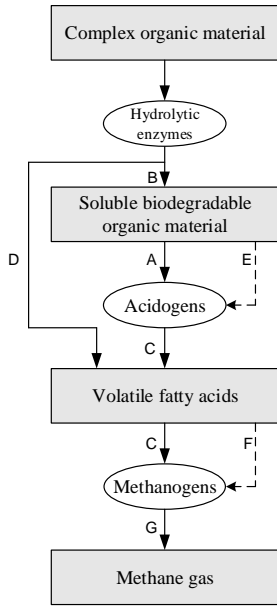 Complex organic material
Hydrolytic
enzymes
B
Soluble biodegradable
organic material
D
A
E
Acidogens
C
Volatile fatty acids
C
F
Methanogens
G
Methane gas